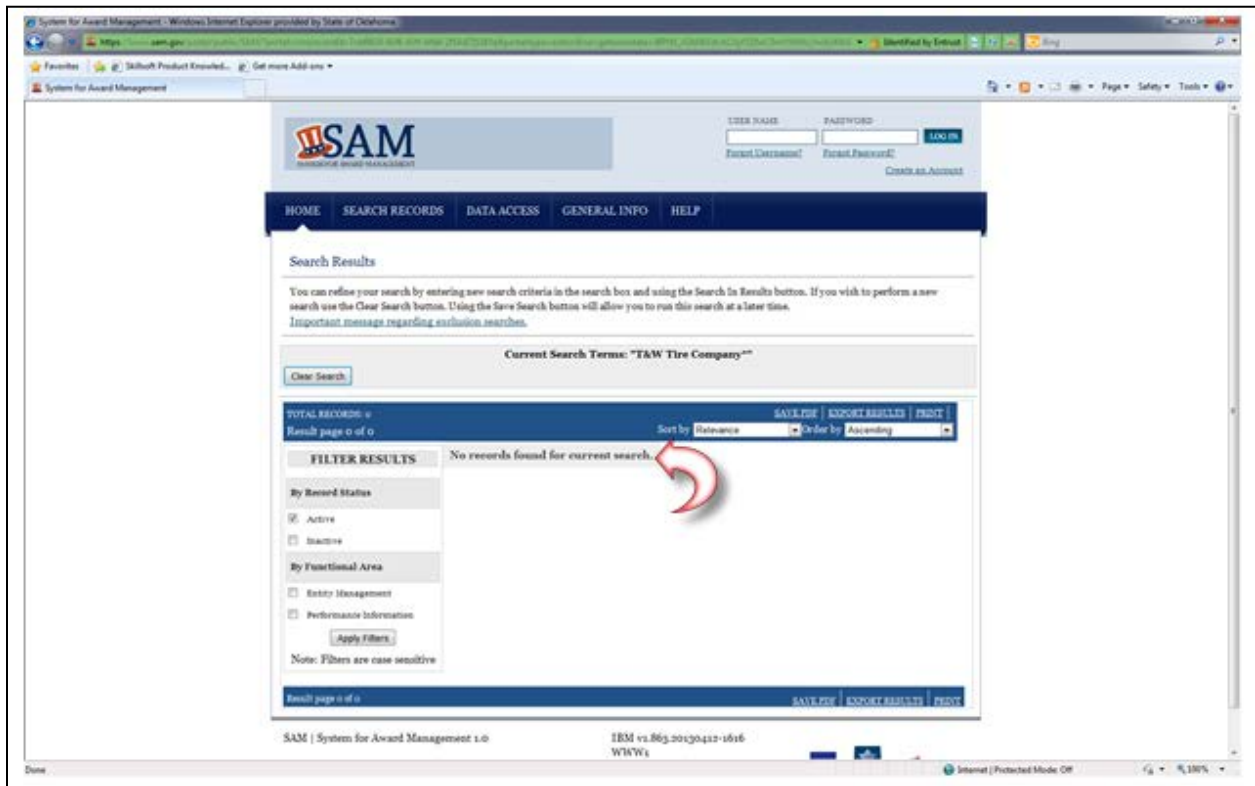 System for Award Management - Windows Internet Explorer provided by State of Oklahoma
Identified by Entrust
Bing
Favorites
Skillsoft Product Knowled...
Get more Add-ons
System for Award Management
Page
Safety
Tools
USER NAME PASSWORD
SAM
LOG IN
SYSTEM FOR AWARD MANAGEMENT
Forgot Username? Forgot Password?
Create an Account
HOME SEARCH RECORDS DATA ACCESS GENERAL INFO HELP
Search Results
You can refine your search by entering new search criteria in the search box and using the Search In Results button. If you wish to perform a new
search use the Clear Search button. Using the Save Search button will allow you to run this search at a later time.
Important message regarding exclusion searches.
Current Search Terms: "T&W Tire Company*"
Clear Search
TOTAL RECORDS: 0
SAVE PDF EXPORT RESULTS PRINT
Result page 0 of 0
Sort by Relevance Order by Ascending
FILTER RESULTS
No records found for current search.
By Record Status
Active
Inactive
By Functional Area
Entity Management
Performance Information
Apply Filters
Note: Filters are case sensitive
Result page 0 of 0
SAVE PDF EXPORT RESULTS PRINT
SAM | System for Award Management 1.0
IBM v1.863.20130412-1616
WWW4
Done
Internet | Protected Mode: Off
100%